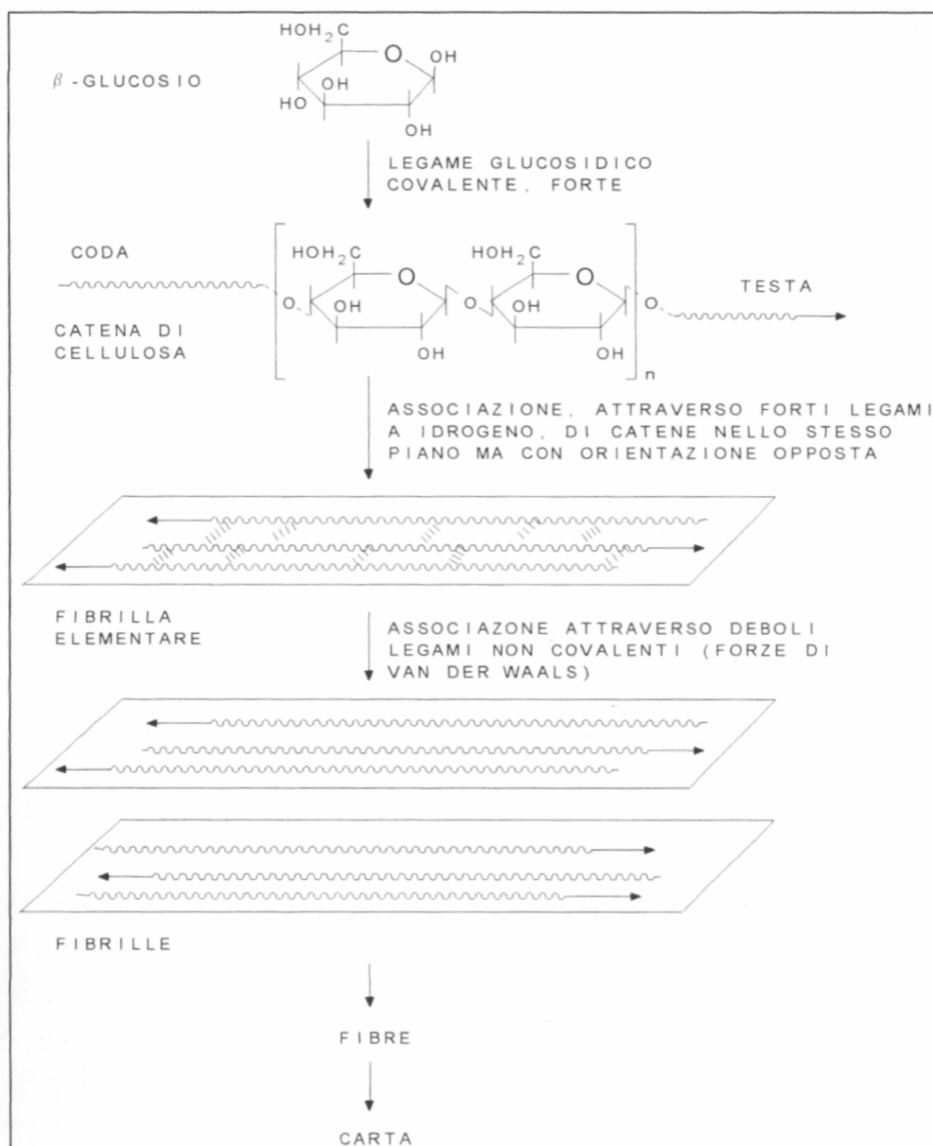 HOH₂C
O
OH
β-GLUCOSIO
OH
HO
OH
LEGAME GLUCOSIDICO
COVALENTE, FORTE
CODA
HOH₂C
HOH₂C
O
O
TESTA
O
OH
O
OH
O
CATENA DI
CELLULOSA
OH
OH
n
ASSOCIAZIONE, ATTRAVERSO FORTI LEGAMI
A IDROGENO, DI CATENE NELLO STESSO
PIANO MA CON ORIENTAZIONE OPPOSTA
FIBRILLA
ELEMENTARE
ASSOCIAZONE ATTRAVERSO DEBOLI
LEGAMI NON COVALENTI (FORZE DI
VAN DER WAALS)
FIBRILLE
FIBRE
CARTA